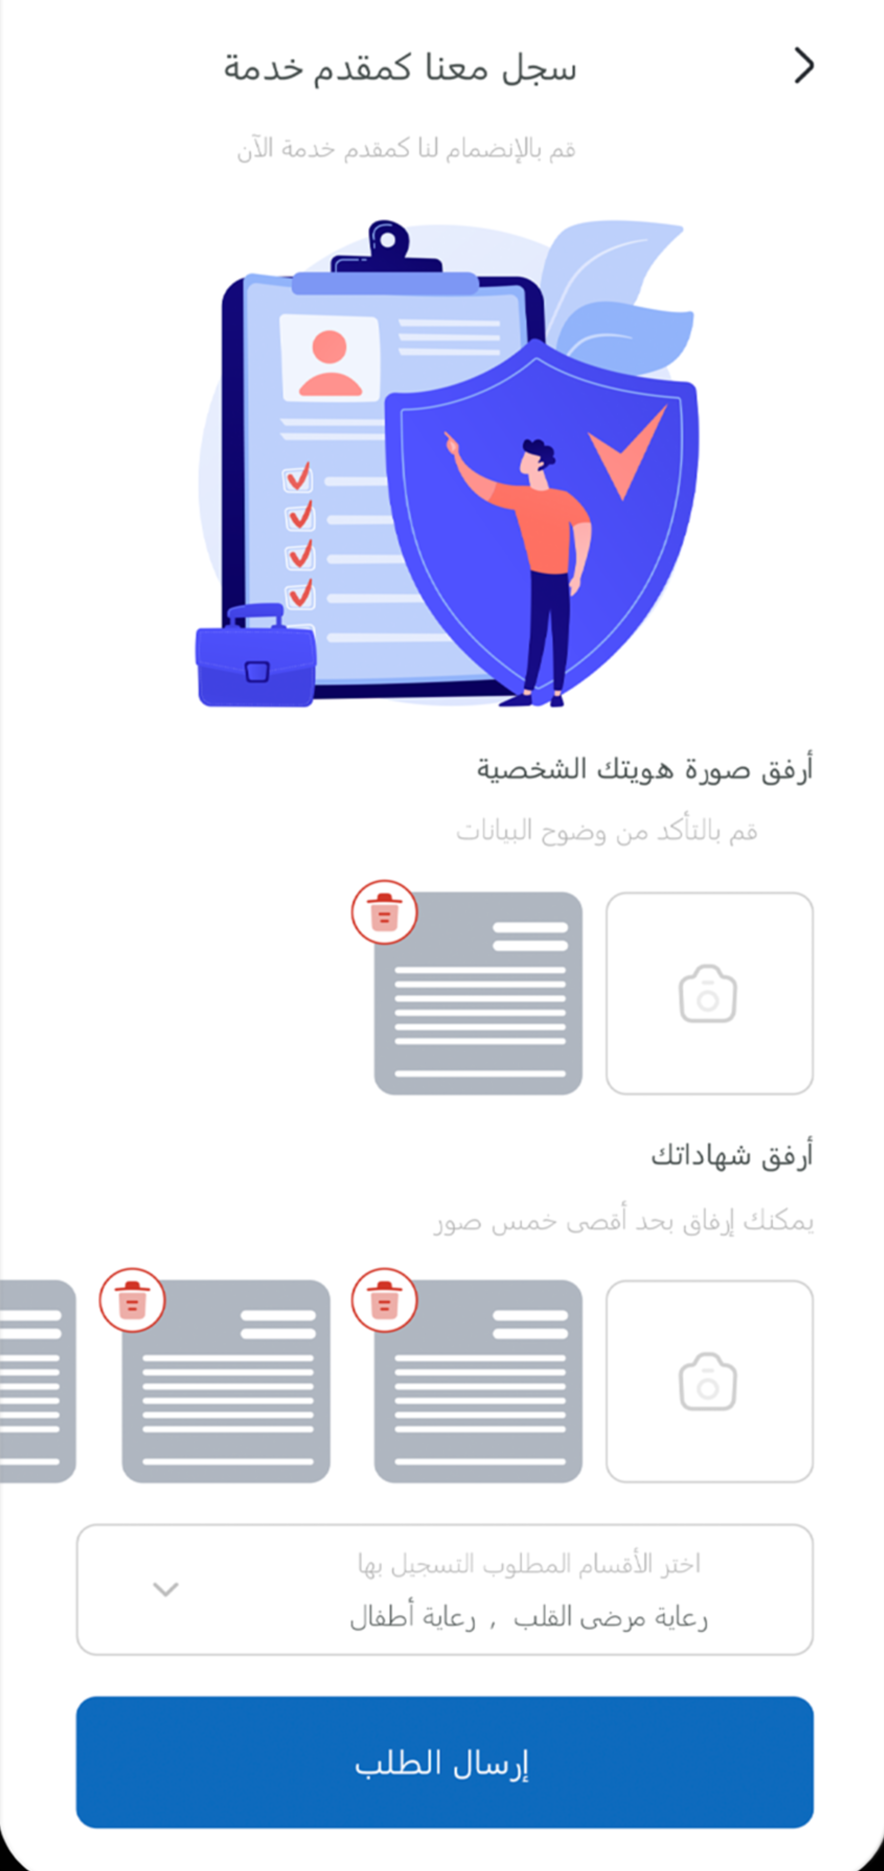 سجل معنا كمقدم خدمة
قم بالإنضمام لنا كمقدم خدمة الآن
أرفق صورة هويتك الشخصية
قم بالتأكد من وضوح البيانات
أرفق شهاداتك
يمكنك إرفاق بحد أقصى خمس صور
اختر الأقسام المطلوب التسجيل بها
رعاية مرضى القلب , رعاية أطفال
إرسال الطلب